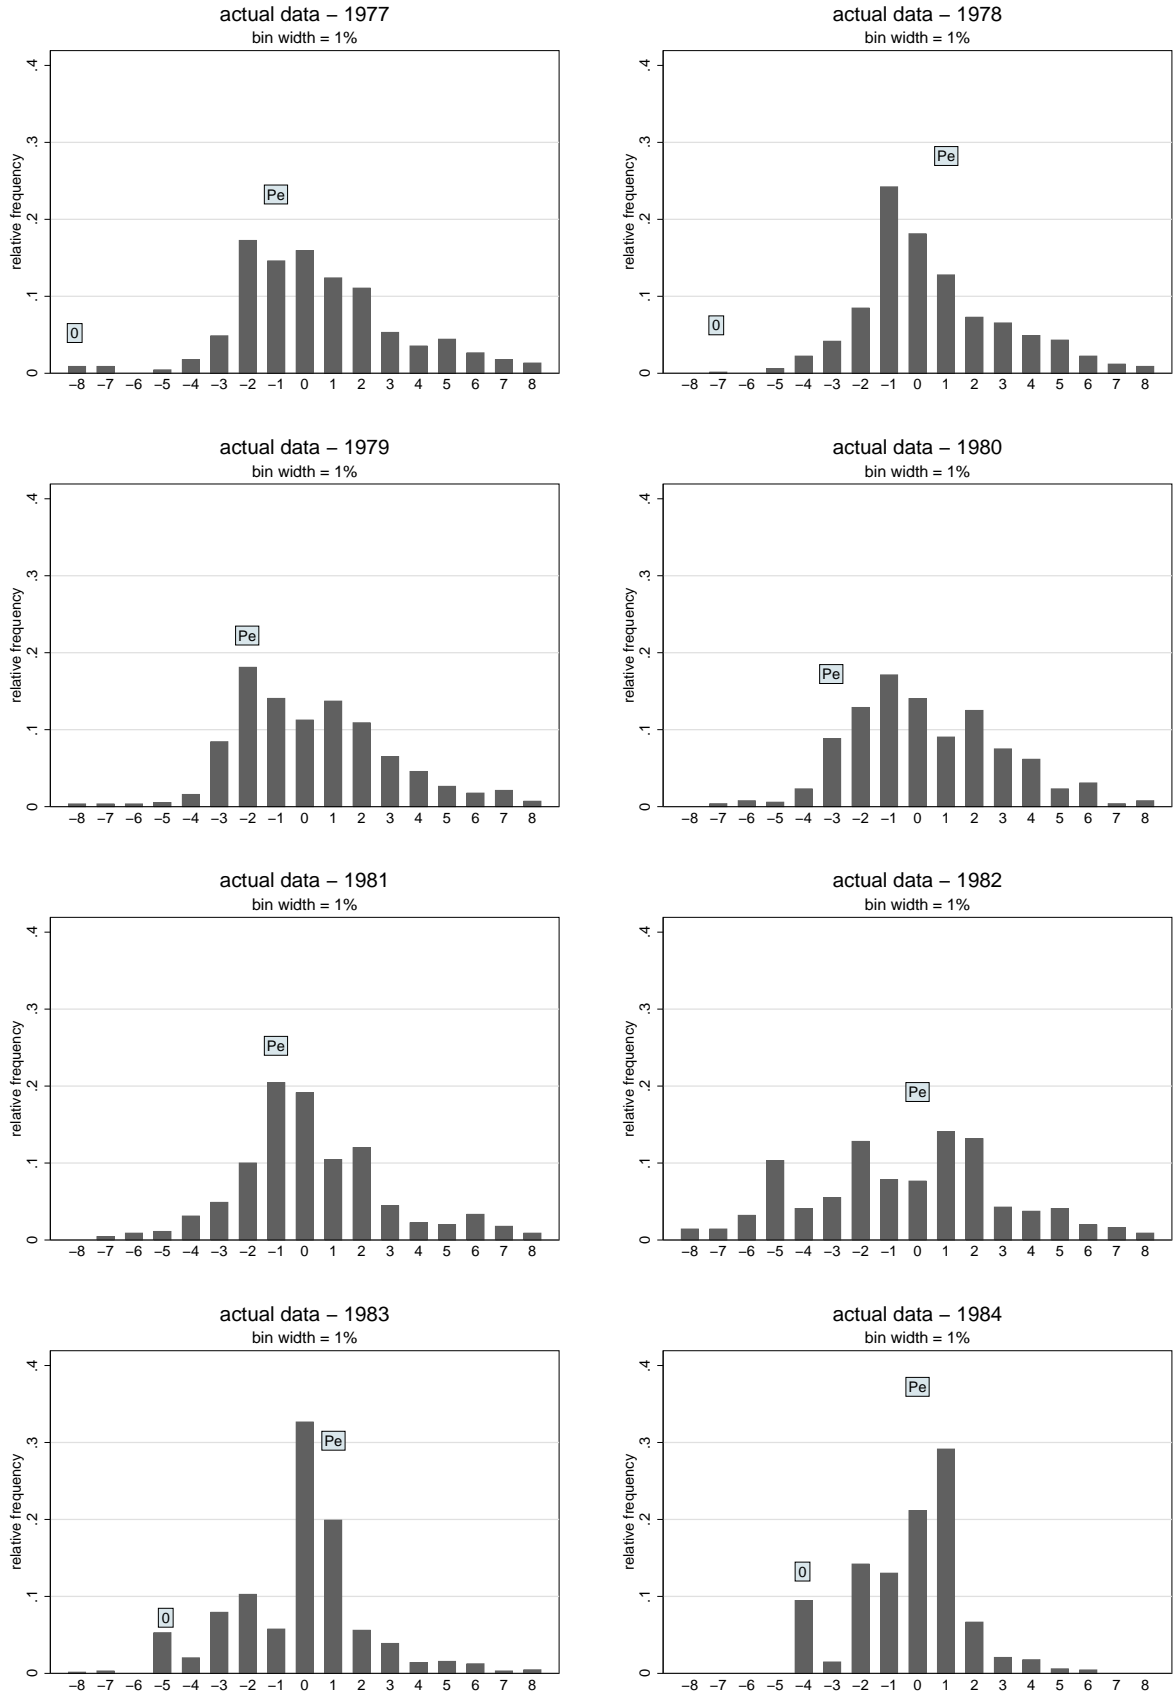 actual data – 1977
bin width = 1%
relative frequency
.4
.3
.2
.1
0
Pe
0
–8 –7 –6 –5 –4 –3 –2 –1 0 1 2 3 4 5 6 7 8
actual data – 1978
bin width = 1%
relative frequency
.4
.3
.2
.1
0
Pe
0
–8 –7 –6 –5 –4 –3 –2 –1 0 1 2 3 4 5 6 7 8
actual data – 1979
bin width = 1%
relative frequency
.4
.3
.2
.1
0
Pe
–8 –7 –6 –5 –4 –3 –2 –1 0 1 2 3 4 5 6 7 8
actual data – 1980
bin width = 1%
relative frequency
.4
.3
.2
.1
0
Pe
–8 –7 –6 –5 –4 –3 –2 –1 0 1 2 3 4 5 6 7 8
actual data – 1981
bin width = 1%
relative frequency
.4
.3
.2
.1
0
Pe
–8 –7 –6 –5 –4 –3 –2 –1 0 1 2 3 4 5 6 7 8
actual data – 1982
bin width = 1%
relative frequency
.4
.3
.2
.1
0
Pe
–8 –7 –6 –5 –4 –3 –2 –1 0 1 2 3 4 5 6 7 8
actual data – 1983
bin width = 1%
relative frequency
.4
.3
.2
.1
0
Pe
0
–8 –7 –6 –5 –4 –3 –2 –1 0 1 2 3 4 5 6 7 8
actual data – 1984
bin width = 1%
relative frequency
.4
.3
.2
.1
0
Pe
0
–8 –7 –6 –5 –4 –3 –2 –1 0 1 2 3 4 5 6 7 8